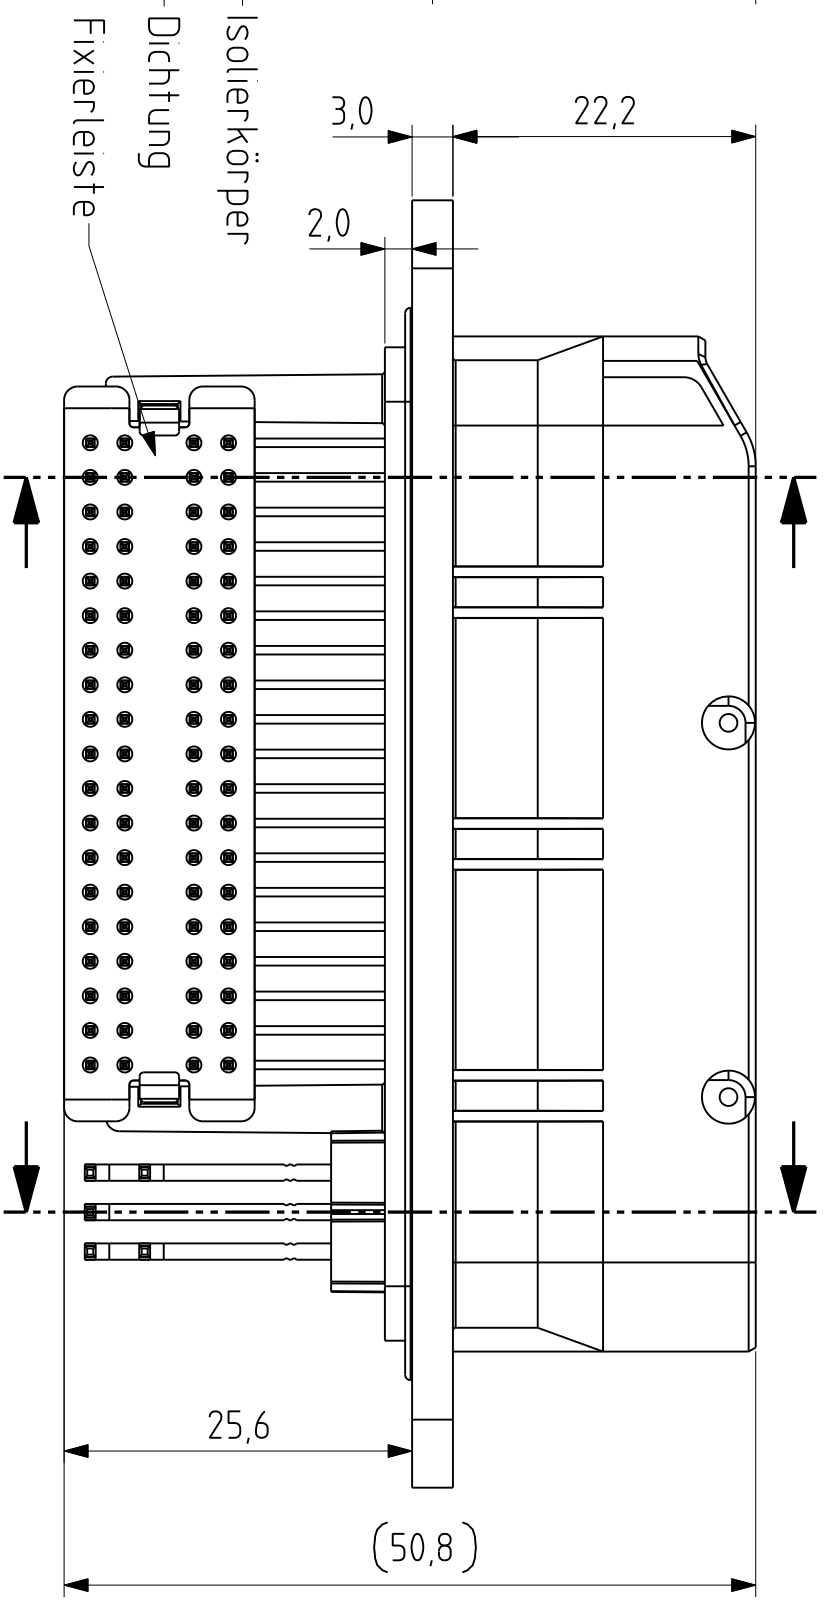 Isolierkörper
Dichtung
Fixierleiste
3,0
22,2
2,0
25,6
(50,8)